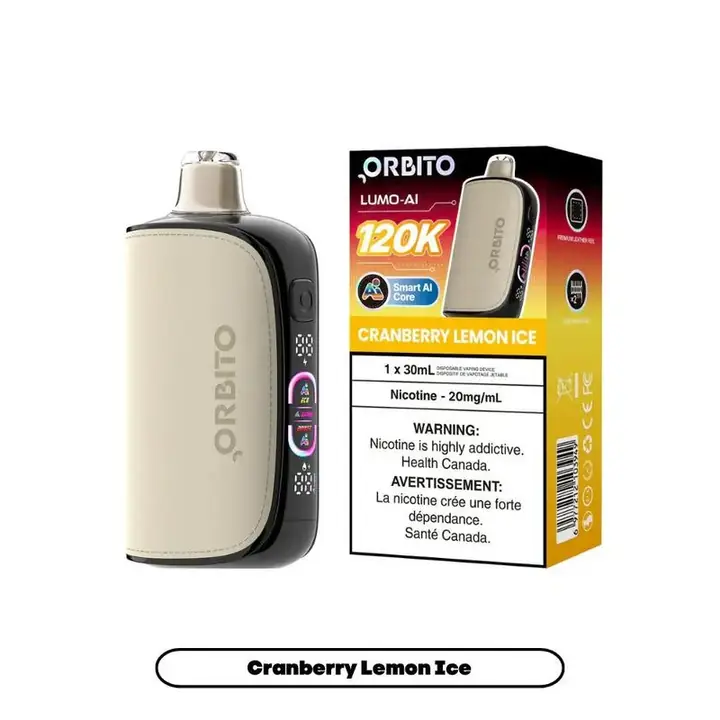 ORBITO
ORBITO
LUMO-AI
120K
Smart AI
Core
ORBITO
CRANBERRY LEMON ICE
1 x 30mL DISPOSABLE VAPING DEVICE
DISPOSITIF DE VAPOTAGE JETABLE
Nicotine - 20mg/mL
WARNING:
Nicotine is highly addictive.
Health Canada.
AVERTISSEMENT:
La nicotine crée une forte
dépendance.
Santé Canada.
Cranberry Lemon Ice